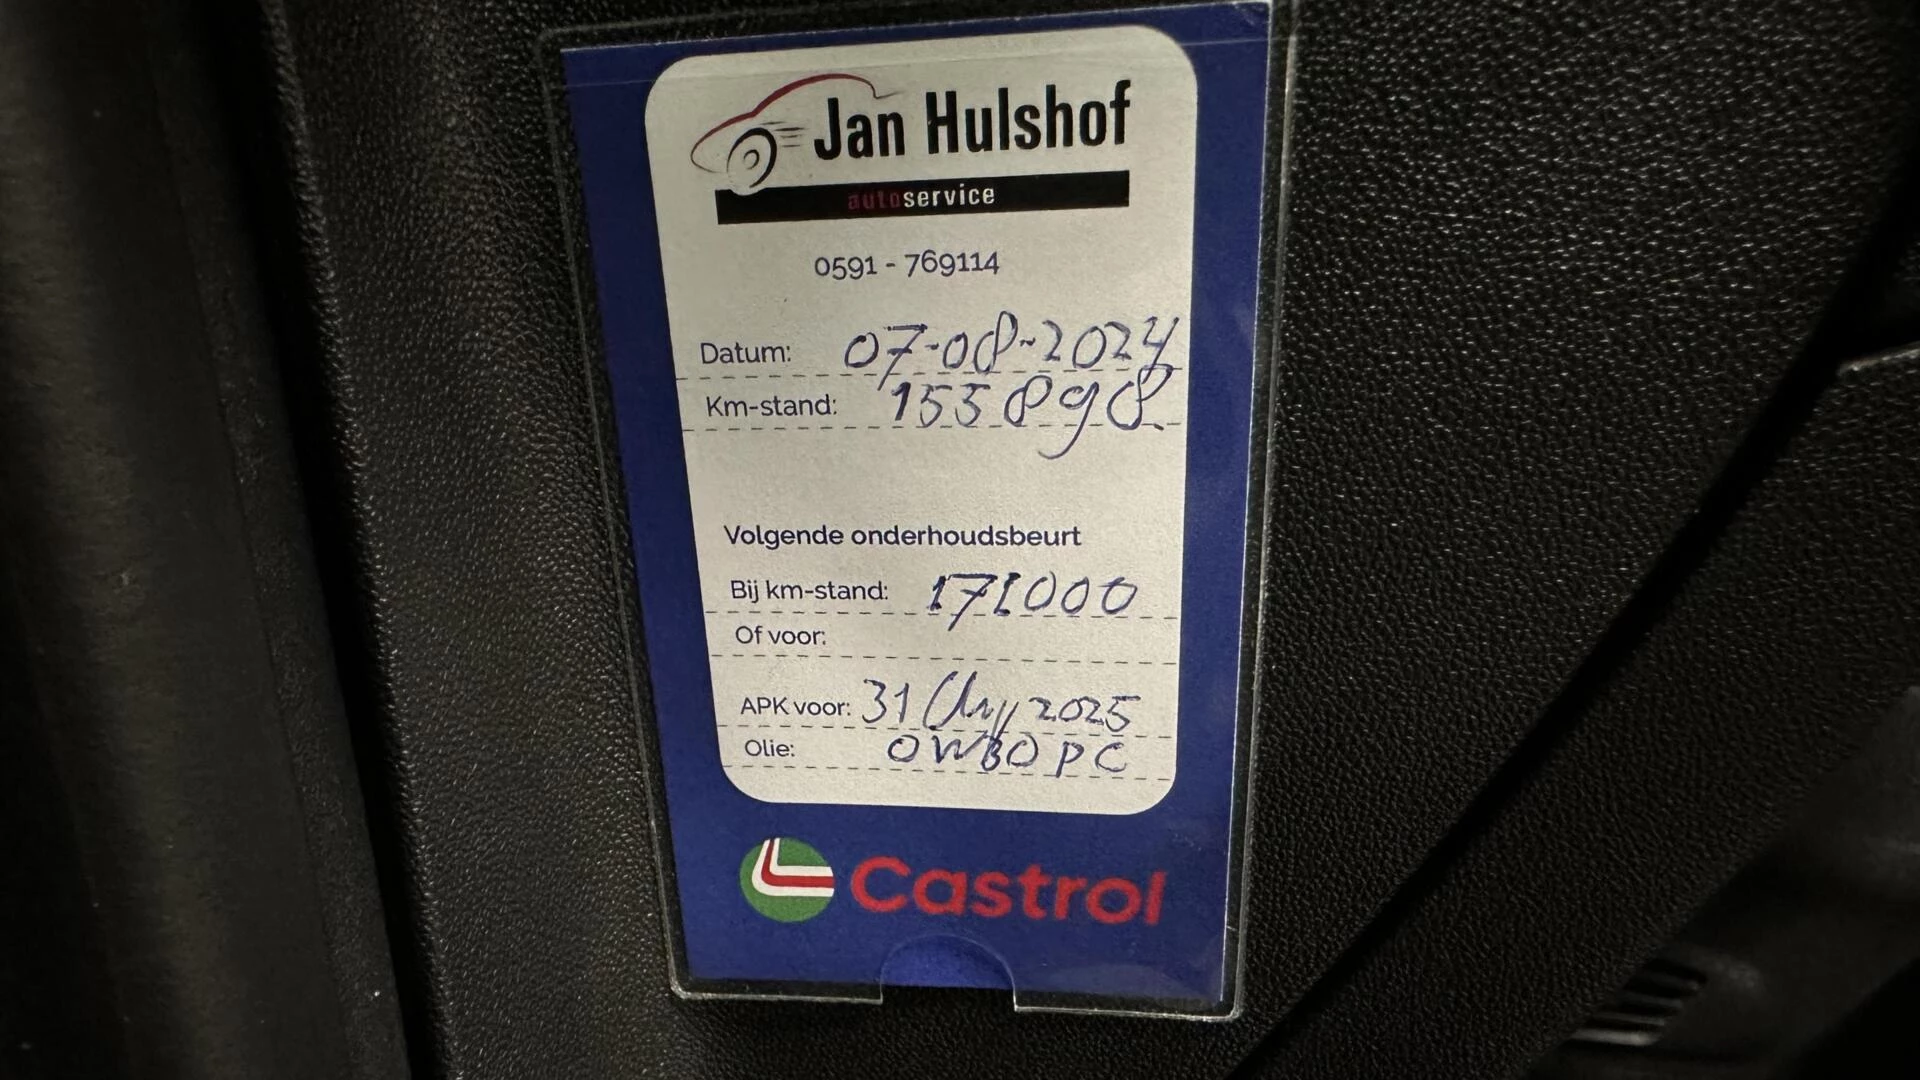 Jan Hulshof
autoservice
0591 - 769114
Datum: 07-08-2024
Km-stand: 155898
Volgende onderhoudsbeurt
Bij km-stand: 171000
Of voor:
APK voor: 31 2025
Olie: 0W30 PC
Castrol